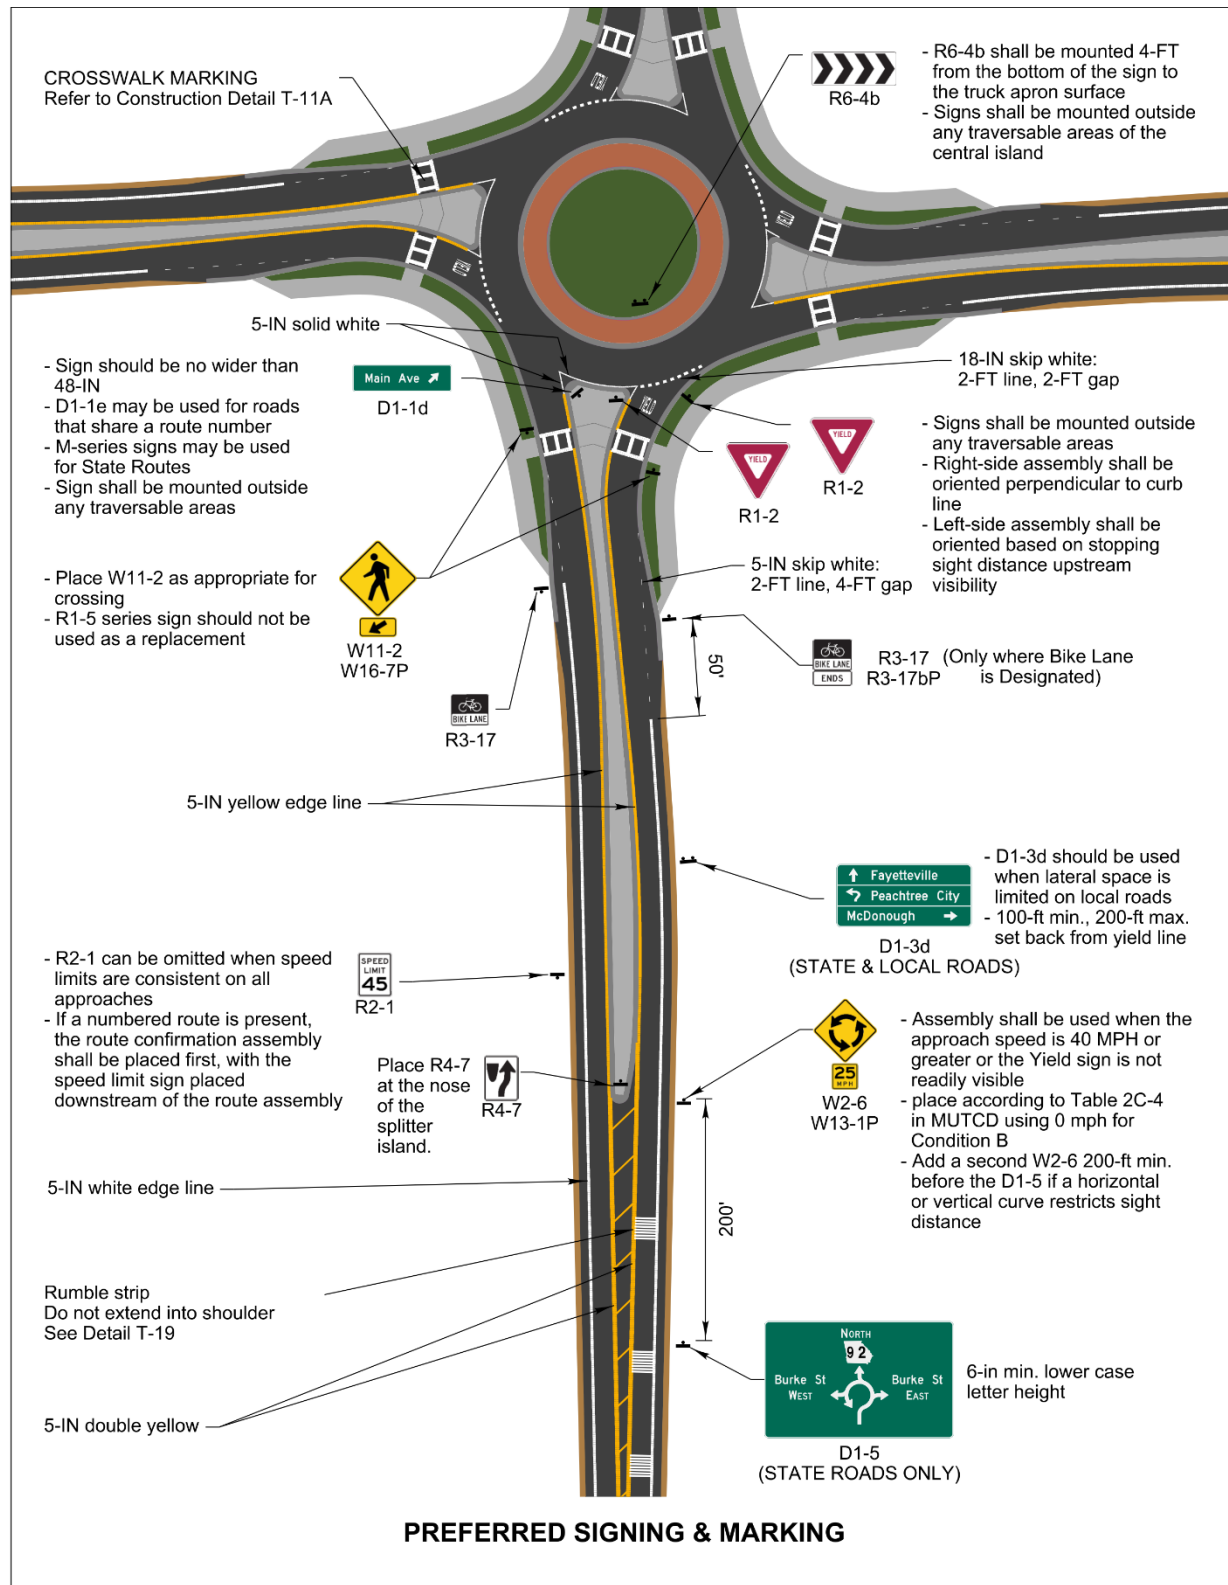 CROSSWALK MARKING
Refer to Construction Detail T-11A
R6-4b
- R6-4b shall be mounted 4-FT
from the bottom of the sign to
the truck apron surface
- Signs shall be mounted outside
any traversable areas of the
central island
YIELD
YIELD
YIELD
YIELD
5-IN solid white
- Sign should be no wider than
48-IN
- D1-1e may be used for roads
that share a route number
- M-series signs may be used
for State Routes
- Sign shall be mounted outside
any traversable areas
Main Ave
D1-1d
18-IN skip white:
2-FT line, 2-FT gap
YIELD
R1-2
YIELD
R1-2
- Signs shall be mounted outside
any traversable areas
- Right-side assembly shall be
oriented perpendicular to curb
line
- Left-side assembly shall be
oriented based on stopping
sight distance upstream
visibility
- Place W11-2 as appropriate for
crossing
- R1-5 series sign should not be
used as a replacement
W11-2
W16-7P
5-IN skip white:
2-FT line, 4-FT gap
50'
BIKE LANE
R3-17
BIKE LANE
ENDS
R3-17 (Only where Bike Lane
R3-17bP is Designated)
5-IN yellow edge line
Fayetteville
Peachtree City
McDonough
D1-3d
(STATE & LOCAL ROADS)
- D1-3d should be used
when lateral space is
limited on local roads
- 100-ft min., 200-ft max.
set back from yield line
- R2-1 can be omitted when speed
limits are consistent on all
approaches
- If a numbered route is present,
the route confirmation assembly
shall be placed first, with the
speed limit sign placed
downstream of the route assembly
SPEED
LIMIT
45
R2-1
Place R4-7
at the nose
of the
splitter
island.
R4-7
25
MPH
W2-6
W13-1P
- Assembly shall be used when the
approach speed is 40 MPH or
greater or the Yield sign is not
readily visible
- place according to Table 2C-4
in MUTCD using 0 mph for
Condition B
- Add a second W2-6 200-ft min.
before the D1-5 if a horizontal
or vertical curve restricts sight
distance
5-IN white edge line
200'
Rumble strip
Do not extend into shoulder
See Detail T-19
5-IN double yellow
NORTH
92
Burke St
WEST
Burke St
EAST
D1-5
(STATE ROADS ONLY)
6-in min. lower case
letter height
PREFERRED SIGNING & MARKING